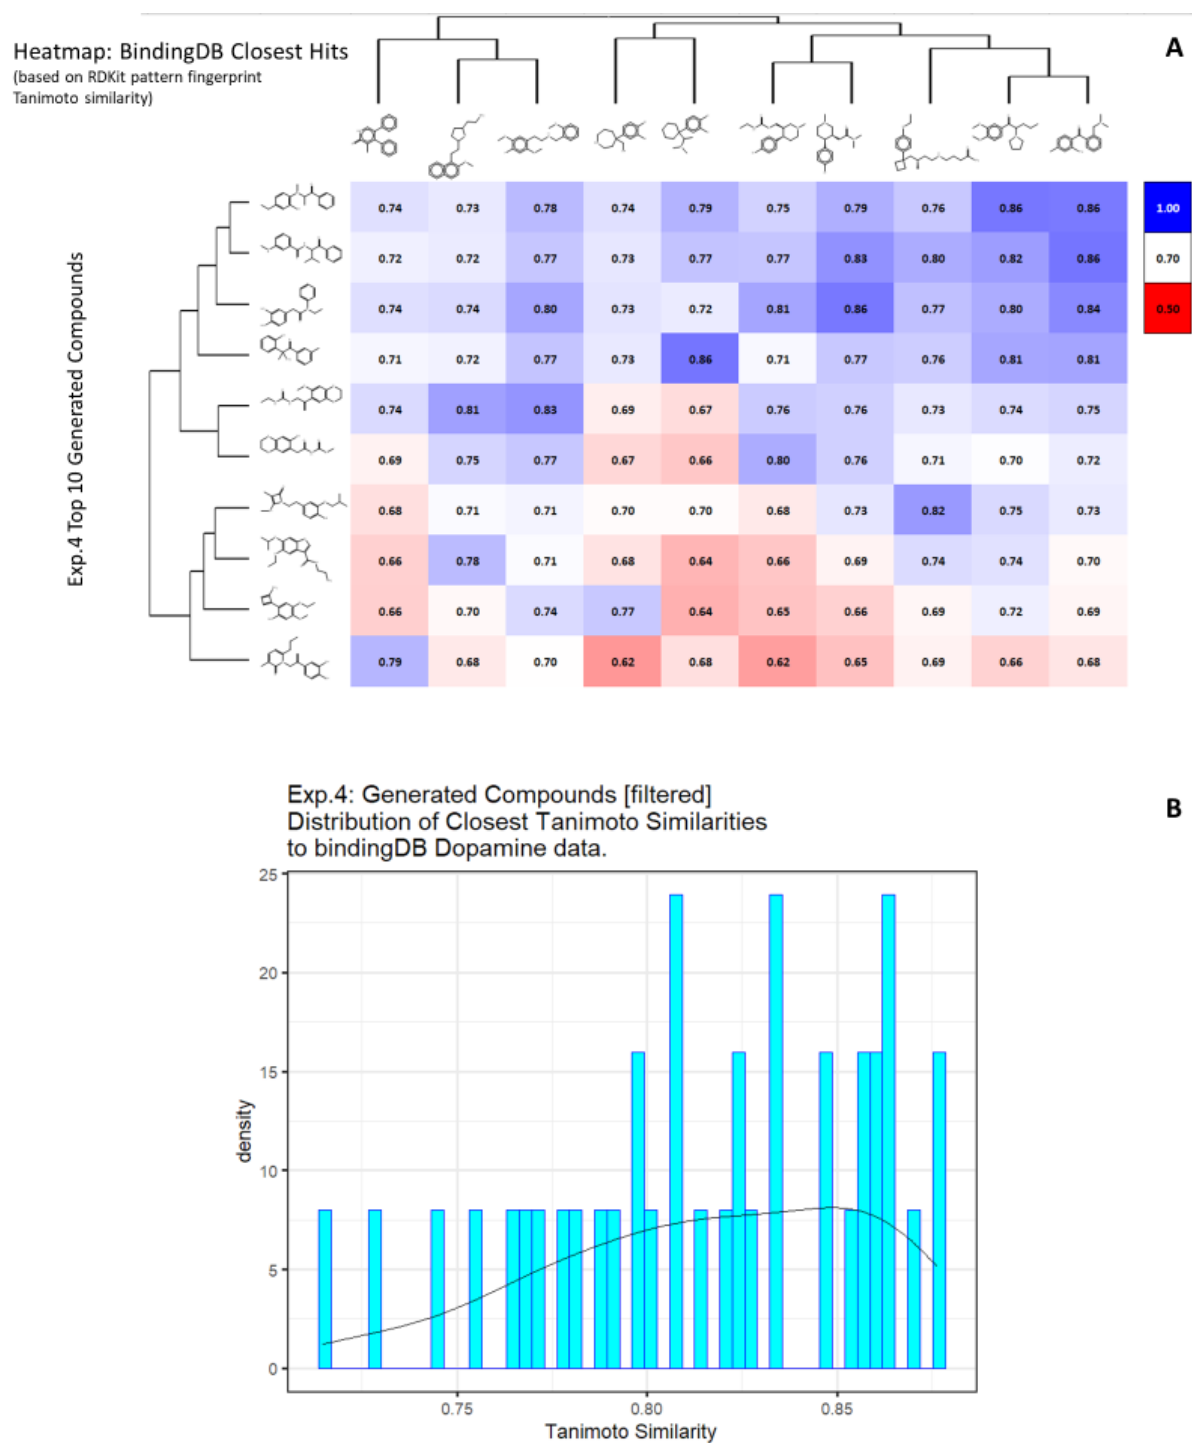 Heatmap: BindingDB Closest Hits
(based on RDKit pattern fingerprint
Tanimoto similarity)
A
Exp.4 Top 10 Generated Compounds
0.74 0.73 0.78 0.74 0.79 0.75 0.79 0.76 0.86 0.86
0.72 0.72 0.77 0.73 0.77 0.77 0.83 0.80 0.82 0.86
0.74 0.74 0.80 0.73 0.72 0.81 0.86 0.77 0.80 0.84
0.71 0.72 0.77 0.73 0.86 0.71 0.77 0.76 0.81 0.81
0.74 0.81 0.83 0.69 0.67 0.76 0.76 0.73 0.74 0.75
0.69 0.75 0.77 0.67 0.66 0.80 0.76 0.71 0.70 0.72
0.68 0.71 0.71 0.70 0.70 0.68 0.73 0.82 0.75 0.73
0.66 0.78 0.71 0.68 0.64 0.66 0.69 0.74 0.74 0.70
0.66 0.70 0.74 0.77 0.64 0.65 0.66 0.69 0.72 0.69
0.79 0.68 0.70 0.62 0.68 0.62 0.65 0.69 0.66 0.68
1.00
0.70
0.50
Exp.4: Generated Compounds [filtered]
Distribution of Closest Tanimoto Similarities
to bindingDB Dopamine data.
B
density
25
20
15
10
5
0
0.75 0.80 0.85
Tanimoto Similarity